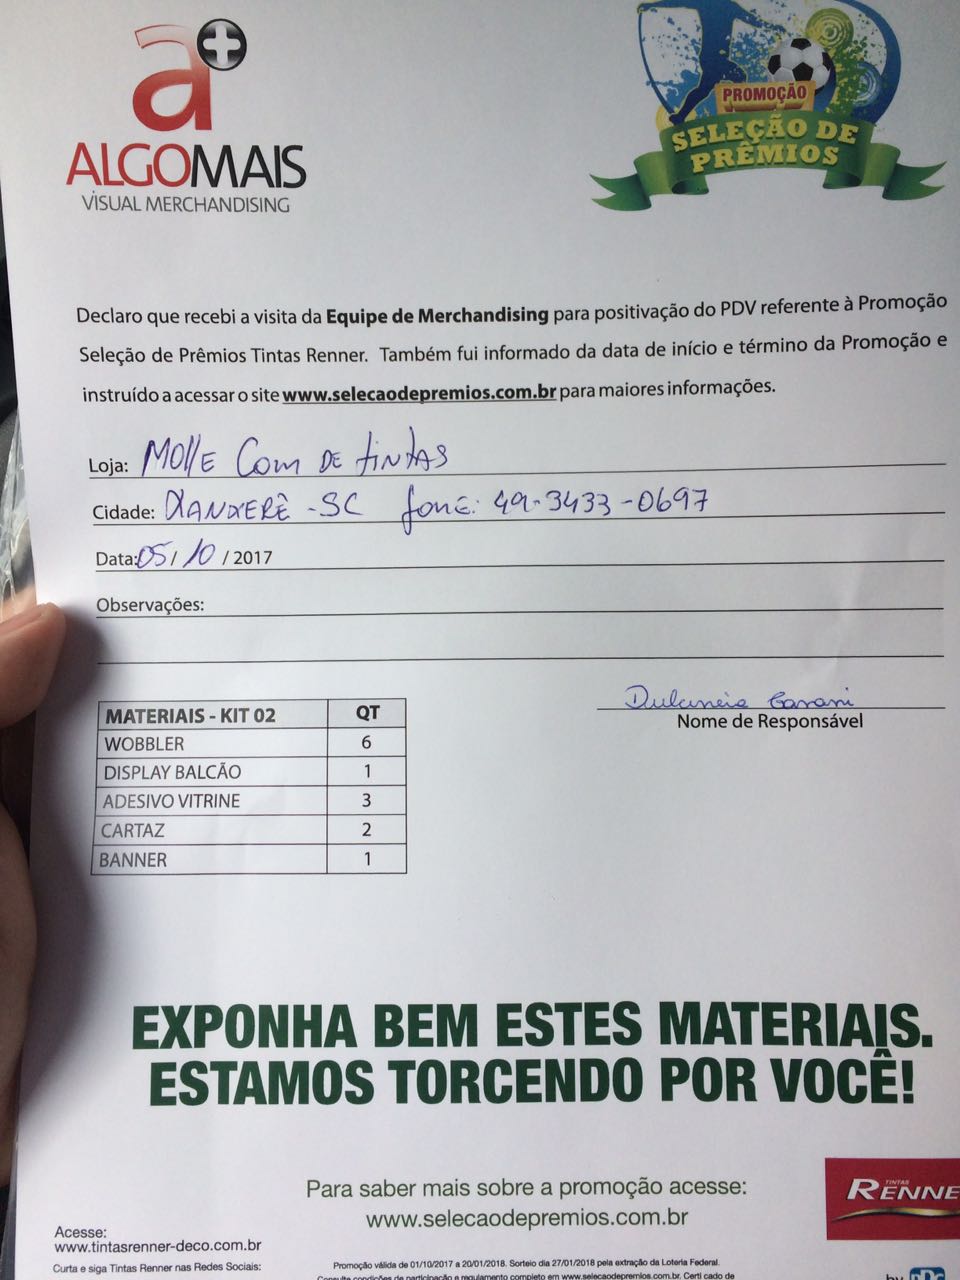 a+
ALGOMAIS
VISUAL MERCHANDISING
PROMOÇÃO
SELEÇÃO DE
PRÊMIOS
Declaro que recebi a visita da Equipe de Merchandising para positivação do PDV referente à Promoção
Seleção de Prêmios Tintas Renner. Também fui informado da data de início e término da Promoção e
instruído a acessar o site www.selecaodepremios.com.br para maiores informações.
Loja: MOllE Com DE tiNtAS
Cidade: XANXERÊ - SC fone: 49-3433-0697
Data: 05/ 10 / 2017
Observações:
Dulcineia
Nome de Responsável
MATERIAIS - KIT 02 QT
WOBBLER 6
DISPLAY BALCÃO 1
ADESIVO VITRINE 3
CARTAZ 2
BANNER 1
EXPONHA BEM ESTES MATERIAIS.
ESTAMOS TORCENDO POR VOCÊ!
Para saber mais sobre a promoção acesse:
www.selecaodepremios.com.br
TINTAS
RENNE
Acesse:
www.tintasrenner-deco.com.br
Curta e siga Tintas Renner nas Redes Sociais:
Promoção válida de 01/10/2017 a 20/01/2018. Sorteio dia 27/01/2018 pela extração da Loteria Federal.
Consulte condições de participação e regulamento completo em www.selecaodepremios.com.br. Certi cado de
by